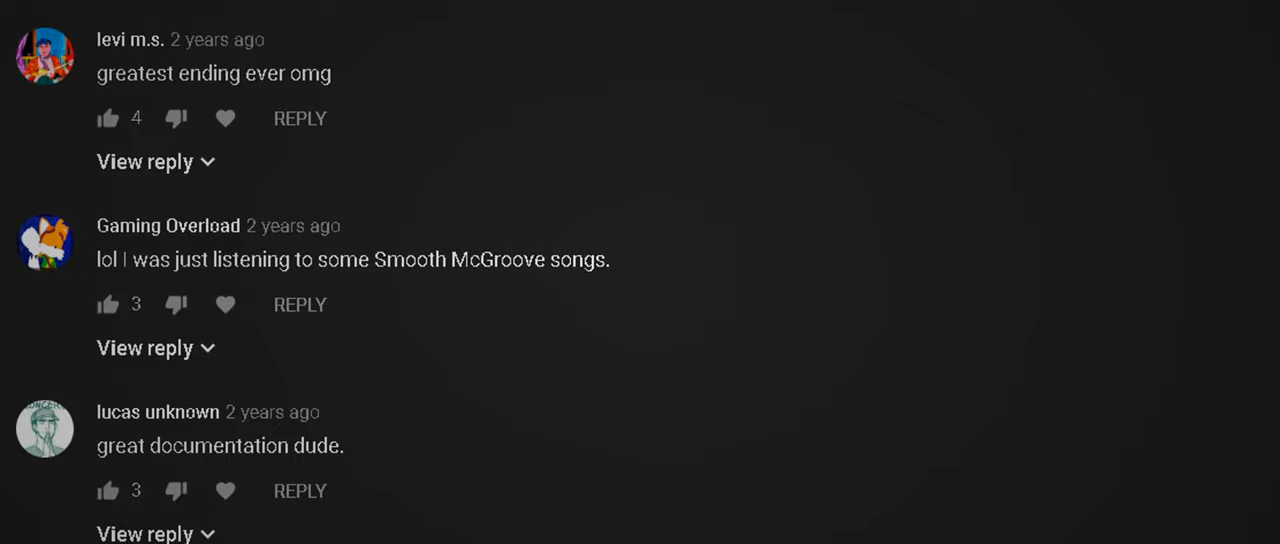 levi m.s. 2 years ago
greatest ending ever omg
4 REPLY
View reply
Gaming Overload 2 years ago
lol I was just listening to some Smooth McGroove songs.
3 REPLY
View reply
lucas unknown 2 years ago
great documentation dude.
3 REPLY
View reply